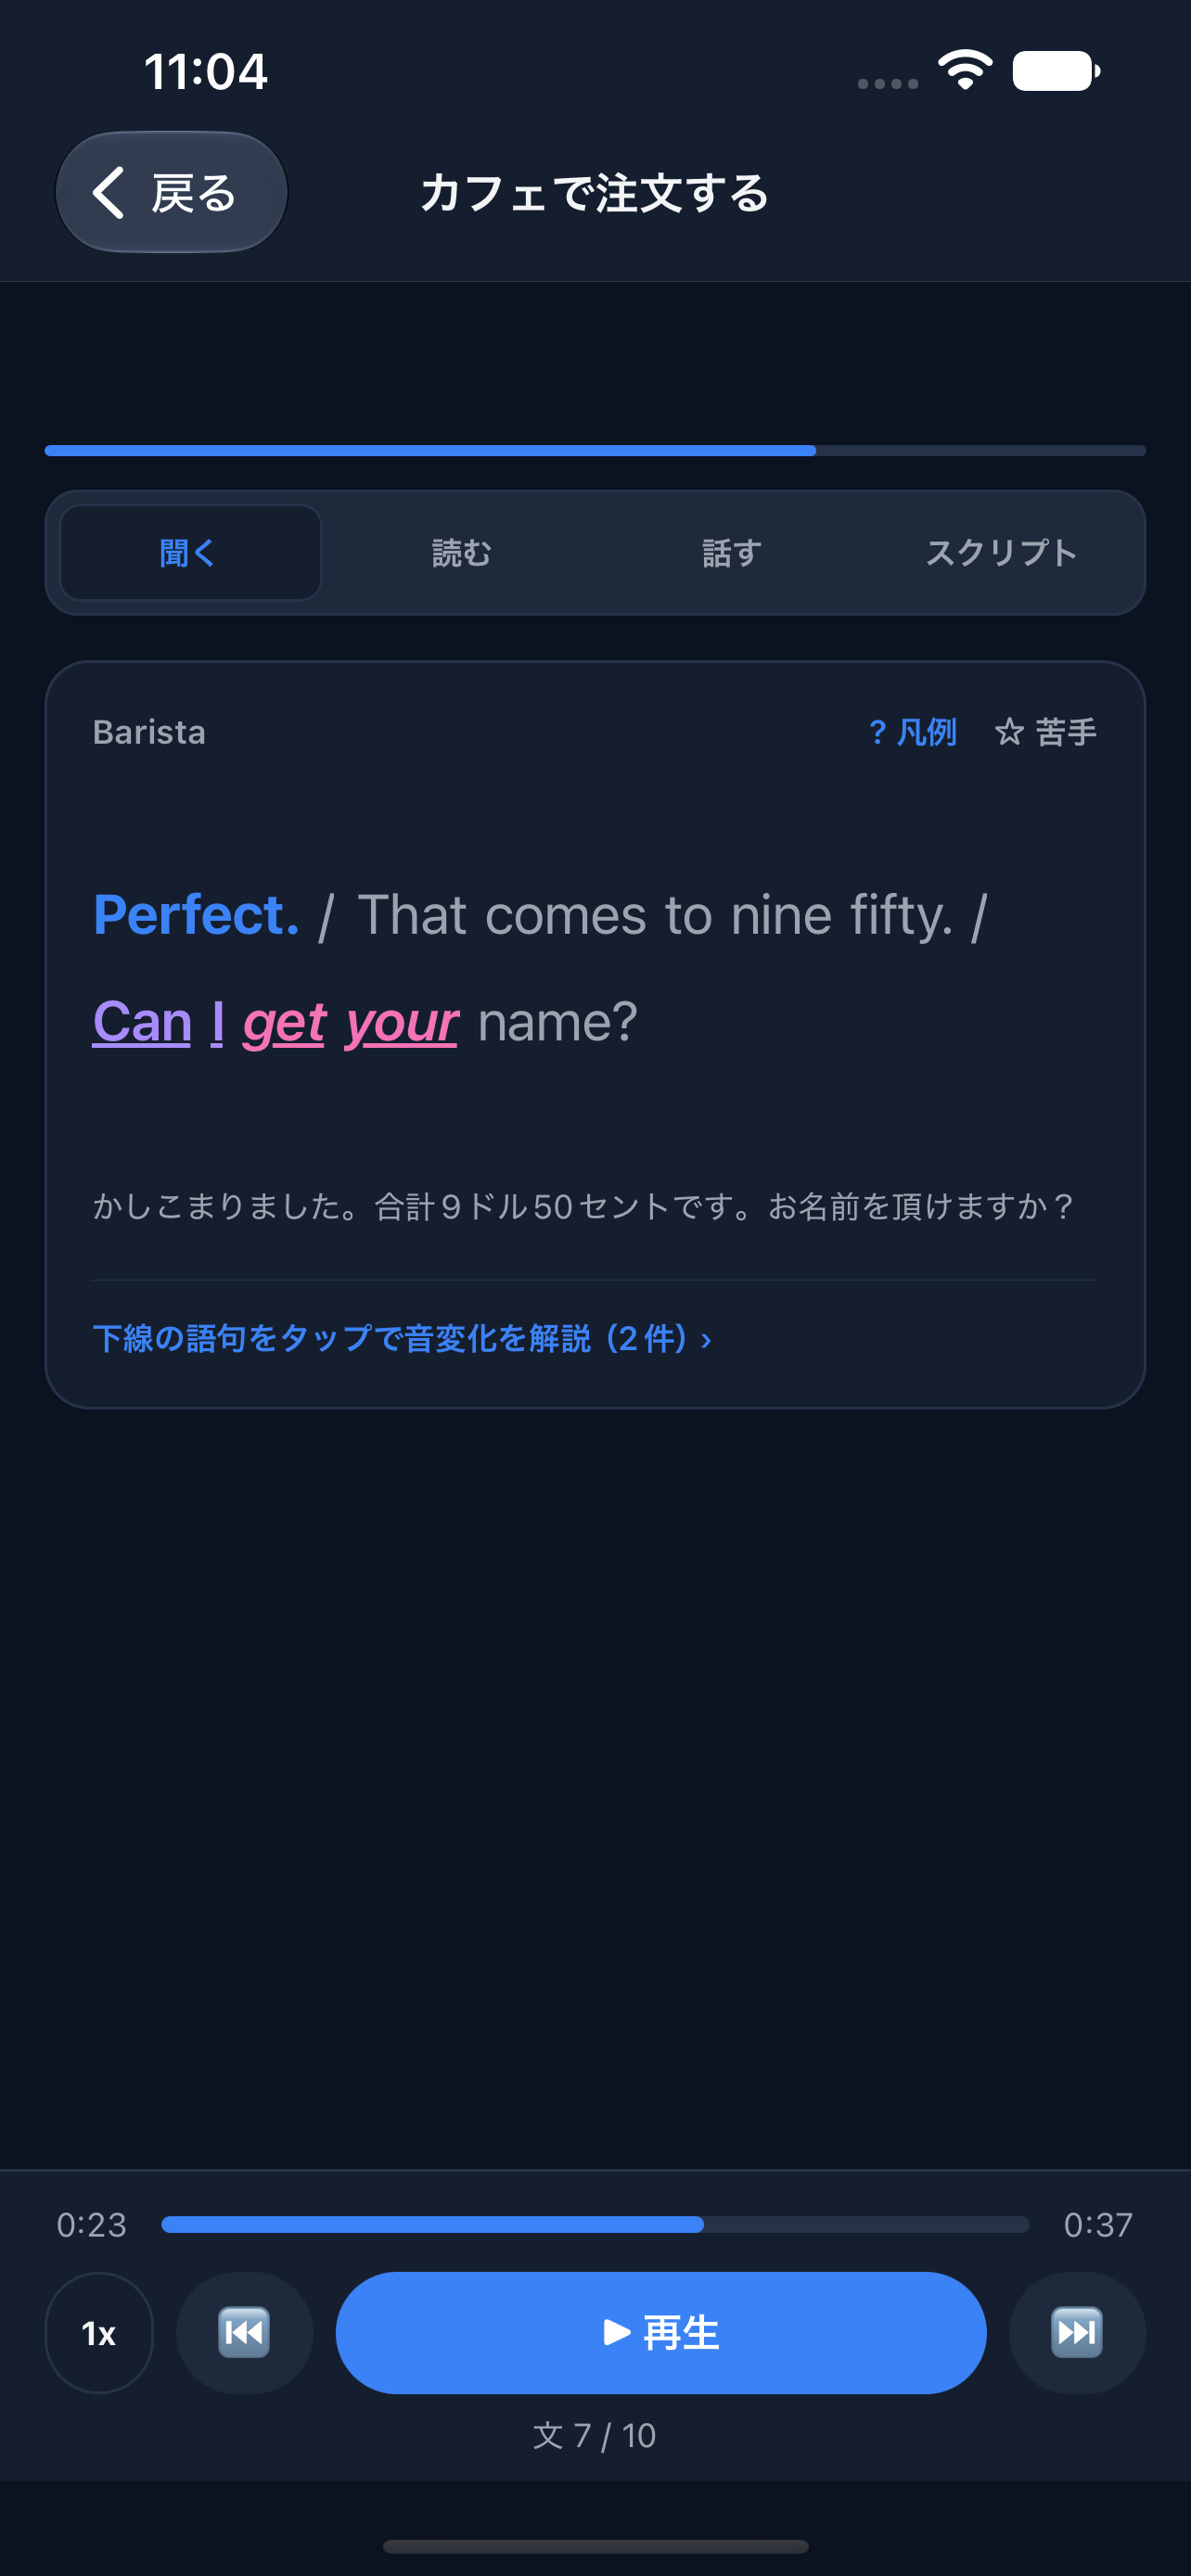 11:04
戻る
カフェで注文する
聞く
読む
話す
スクリプト
Barista
? 凡例
☆ 苦手
Perfect. / That comes to nine fifty. /
Can I get your name?
かしこまりました。合計9ドル50セントです。お名前を頂けますか？
下線の語句をタップで音変化を解説（2件）›
0:23
0:37
1x
▶ 再生
文 7 / 10